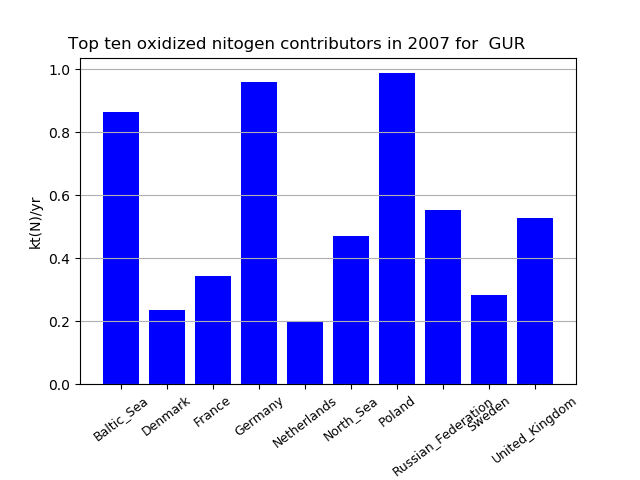 Top ten oxidized nitogen contributors in 2007 for  GUR
1.0
0.8
0.6
0.4
0.2
0.0
kt(N)/yr
Baltic_Sea
Denmark
France
Germany
Netherlands
North_Sea
Poland
Russian_Federation
Sweden
United_Kingdom